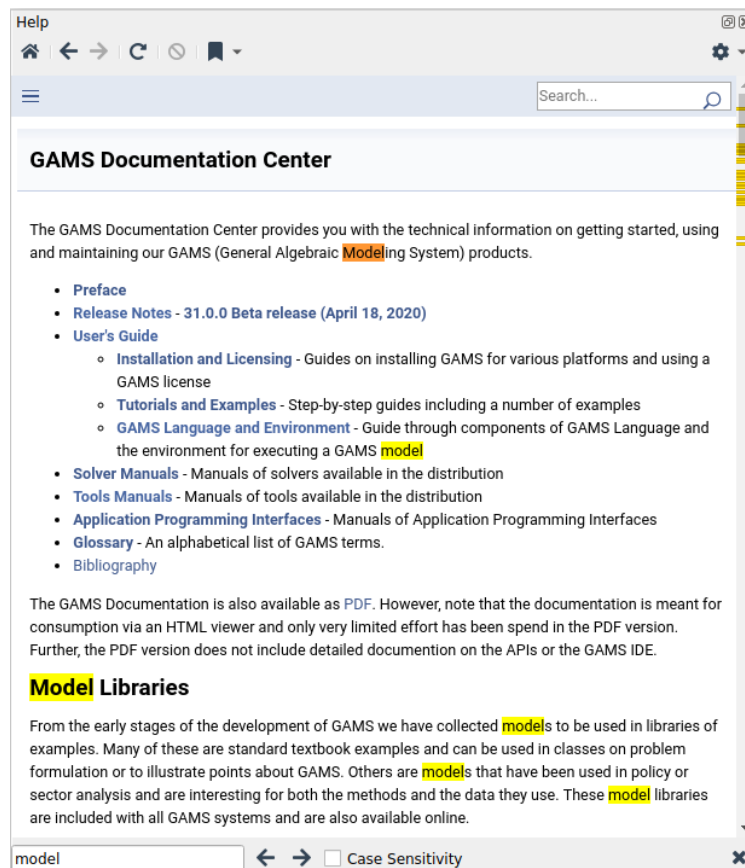 Help
Search...
GAMS Documentation Center
The GAMS Documentation Center provides you with the technical information on getting started, using
and maintaining our GAMS (General Algebraic Modeling System) products.
• Preface
• Release Notes - 31.0.0 Beta release (April 18, 2020)
• User's Guide
◦ Installation and Licensing - Guides on installing GAMS for various platforms and using a
GAMS license
◦ Tutorials and Examples - Step-by-step guides including a number of examples
◦ GAMS Language and Environment - Guide through components of GAMS Language and
the environment for executing a GAMS model
• Solver Manuals - Manuals of solvers available in the distribution
• Tools Manuals - Manuals of tools available in the distribution
• Application Programming Interfaces - Manuals of Application Programming Interfaces
• Glossary - An alphabetical list of GAMS terms.
• Bibliography
The GAMS Documentation is also available as PDF. However, note that the documentation is meant for
consumption via an HTML viewer and only very limited effort has been spend in the PDF version.
Further, the PDF version does not include detailed documention on the APIs or the GAMS IDE.
Model Libraries
From the early stages of the development of GAMS we have collected models to be used in libraries of
examples. Many of these are standard textbook examples and can be used in classes on problem
formulation or to illustrate points about GAMS. Others are models that have been used in policy or
sector analysis and are interesting for both the methods and the data they use. These model libraries
are included with all GAMS systems and are also available online.
model
Case Sensitivity